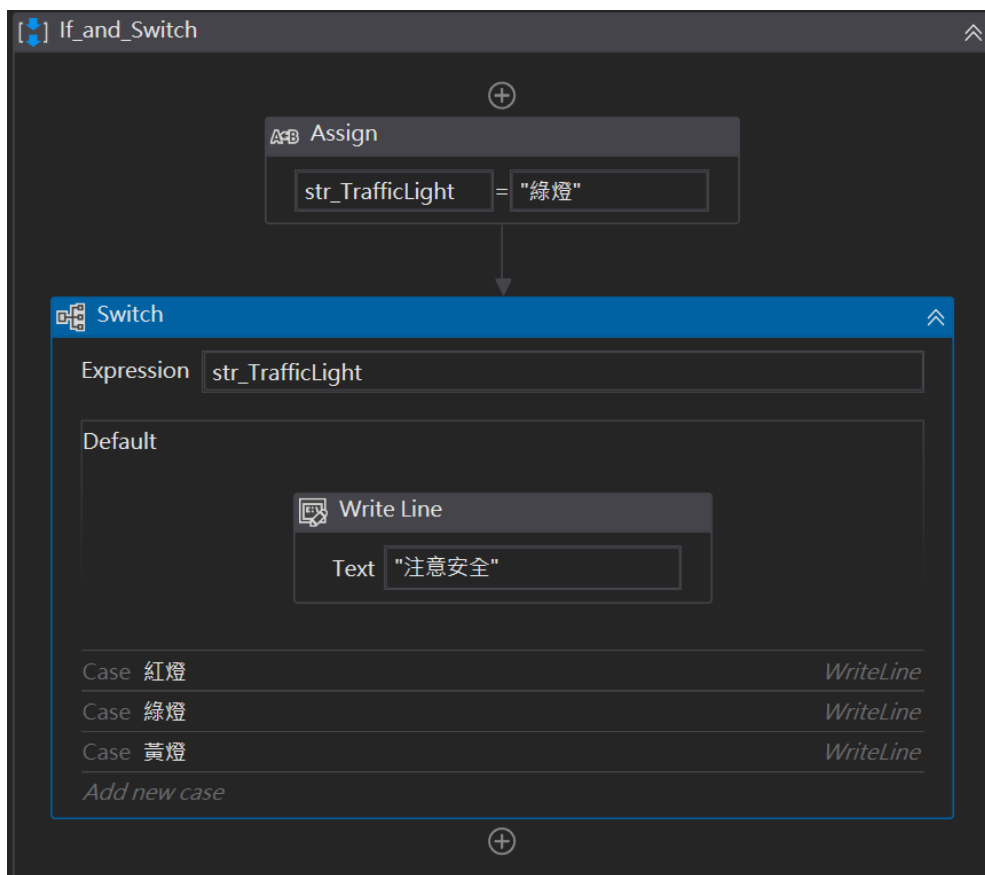 If_and_Switch
Assign
str_TrafficLight = "綠燈"
Switch
Expression str_TrafficLight
Default
Write Line
Text "注意安全"
Case 紅燈 WriteLine
Case 綠燈 WriteLine
Case 黃燈 WriteLine
Add new case